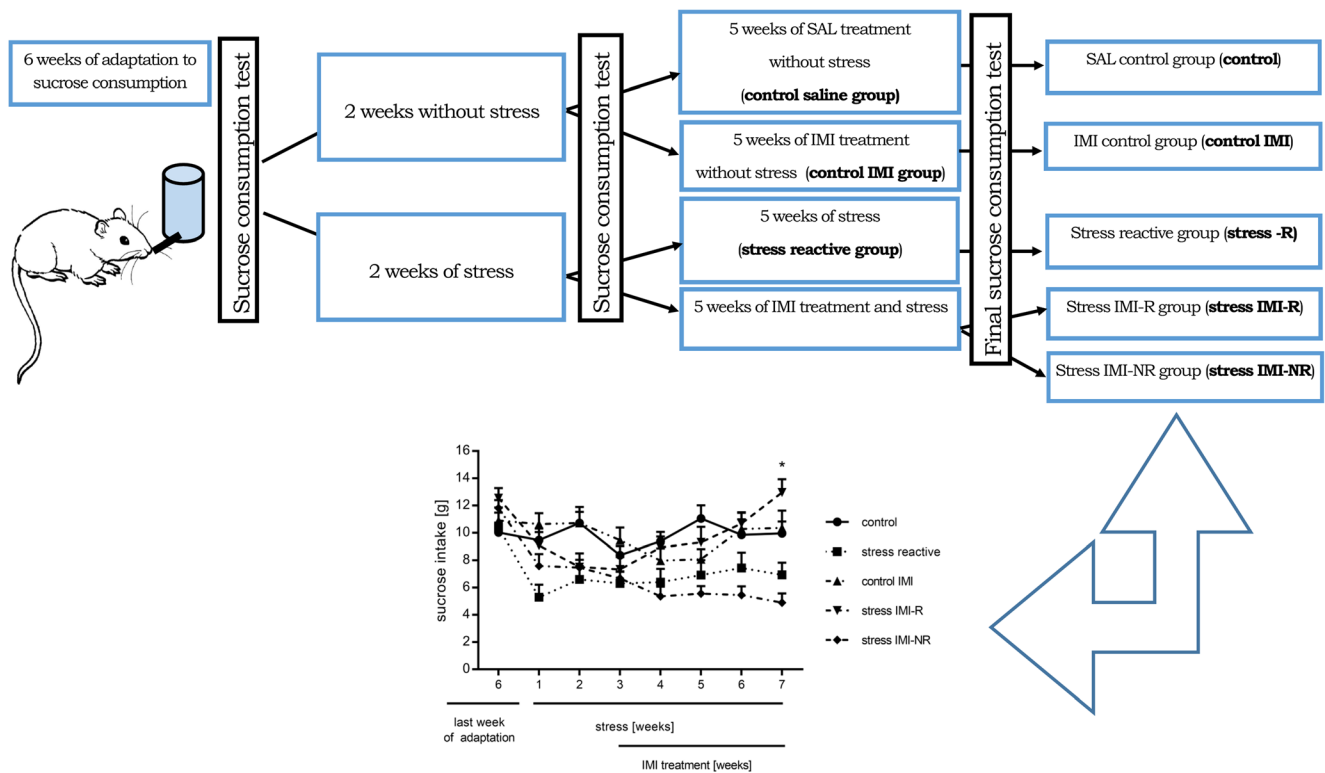 6 weeks of adaptation to
sucrose consumption
Sucrose consumption test
2 weeks without stress
2 weeks of stress
Sucrose consumption test
5 weeks of SAL treatment
without stress
(control saline group)
5 weeks of IMI treatment
without stress (control IMI group)
5 weeks of stress
(stress reactive group)
5 weeks of IMI treatment and stress
Final sucrose consumption test
SAL control group (control)
IMI control group (control IMI)
Stress reactive group (stress -R)
Stress IMI-R group (stress IMI-R)
Stress IMI-NR group (stress IMI-NR)
sucrose intake [g]
16
14
12
10
8
6
4
2
0
*
6 1 2 3 4 5 6 7
last week
of adaptation
stress [weeks]
IMI treatment [weeks]
control
stress reactive
control IMI
stress IMI-R
stress IMI-NR